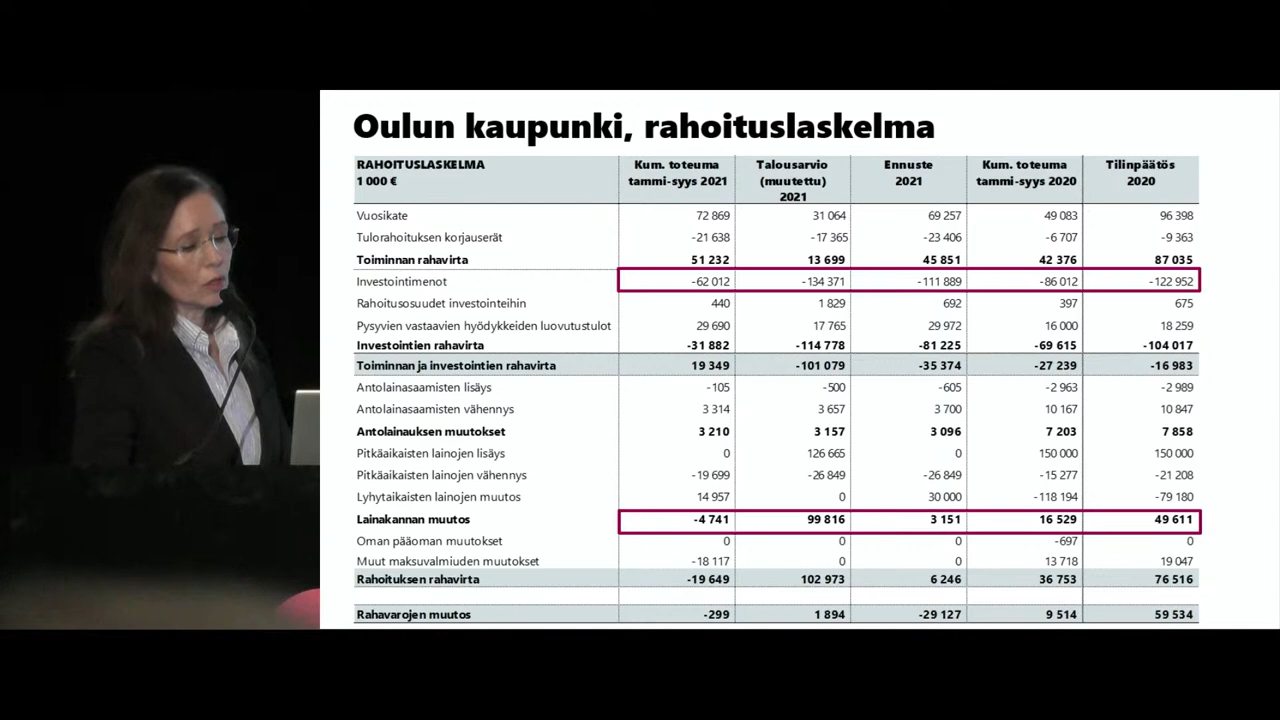 Oulun kaupunki, rahoituslaskelma
RAHOITUSLASKELMA Kum. toteuma Talousarvio Ennuste Kum. toteuma Tilinpäätös
1 000 € tammi-syys 2021 (muutettu) 2021 tammi-syys 2020 2020
2021
Vuosikate 72 869 31 064 69 257 49 083 96 398
Tulorahoituksen korjauserät -21 638 -17 365 -23 406 -6 707 -9 363
Toiminnan rahavirta 51 232 13 699 45 851 42 376 87 035
Investointimenot -62 012 -134 371 -111 889 -86 012 -122 952
Rahoitusosuudet investointeihin 440 1 829 692 397 675
Pysyvien vastaavien hyödykkeiden luovutustulot 29 690 17 765 29 972 16 000 18 259
Investointien rahavirta -31 882 -114 778 -81 225 -69 615 -104 017
Toiminnan ja investointien rahavirta 19 349 -101 079 -35 374 -27 239 -16 983
Antolainasaamisten lisäys -105 -500 -605 -2 963 -2 989
Antolainasaamisten vähennys 3 314 3 657 3 700 10 167 10 847
Antolainauksen muutokset 3 210 3 157 3 096 7 203 7 858
Pitkäaikaisten lainojen lisäys 0 126 665 0 150 000 150 000
Pitkäaikaisten lainojen vähennys -19 699 -26 849 -26 849 -15 277 -21 208
Lyhytaikaisten lainojen muutos 14 957 0 30 000 -118 194 -79 180
Lainakannan muutos -4 741 99 816 3 151 16 529 49 611
Oman pääoman muutokset 0 0 0 -697 0
Muut maksuvalmiuden muutokset -18 117 0 0 13 718 19 047
Rahoituksen rahavirta -19 649 102 973 6 246 36 753 76 516
Rahavarojen muutos -299 1 894 -29 127 9 514 59 534